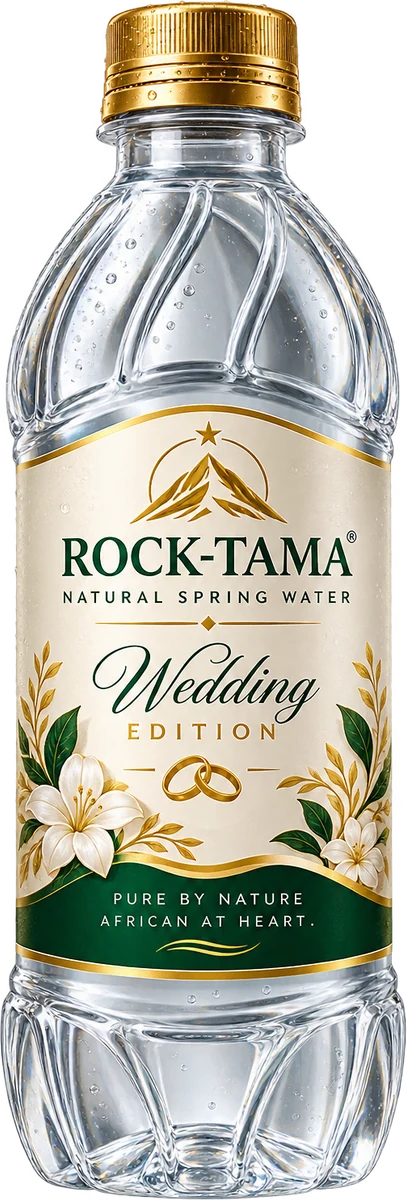 ROCK-TAMA®
NATURAL SPRING WATER
Wedding
EDITION
PURE BY NATURE
AFRICAN AT HEART.